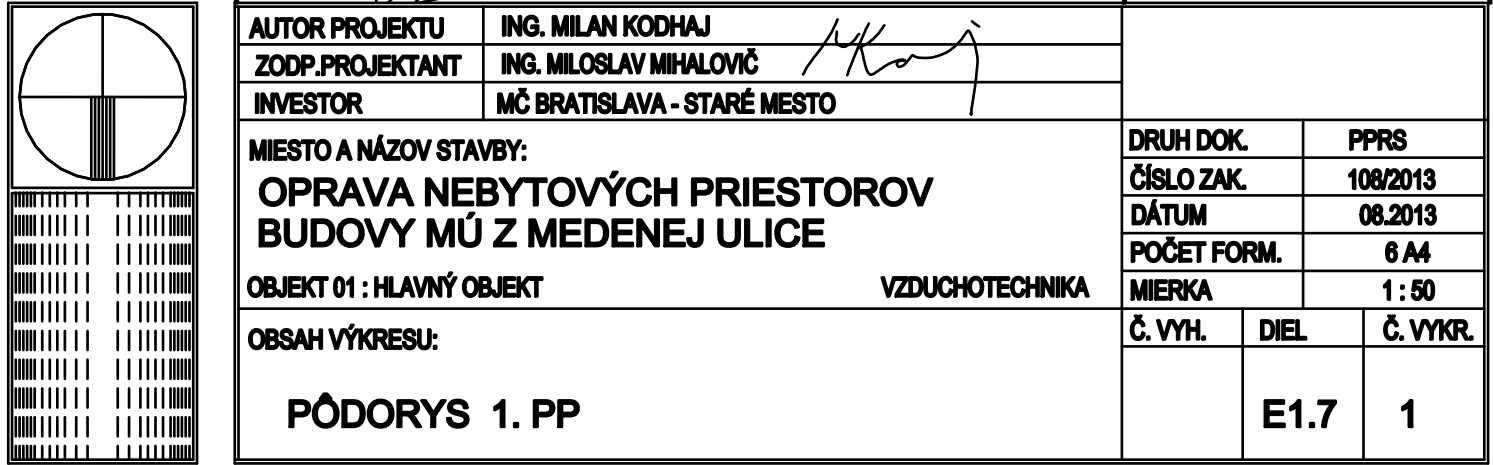 AUTOR PROJEKTU ING. MILAN KODHAJ
ZODP.PROJEKTANT ING. MILOSLAV MIHALOVIČ
INVESTOR MČ BRATISLAVA - STARÉ MESTO
MIESTO A NÁZOV STAVBY:
OPRAVA NEBYTOVÝCH PRIESTOROV
BUDOVY MÚ Z MEDENEJ ULICE
OBJEKT 01 : HLAVNÝ OBJEKT VZDUCHOTECHNIKA
DRUH DOK. PPRS
ČÍSLO ZAK. 108/2013
DÁTUM 08.2013
POČET FORM. 6 A4
MIERKA 1 : 50
OBSAH VÝKRESU:
PÔDORYS 1. PP
Č. VYH. DIEL Č. VYKR.
E1.7 1